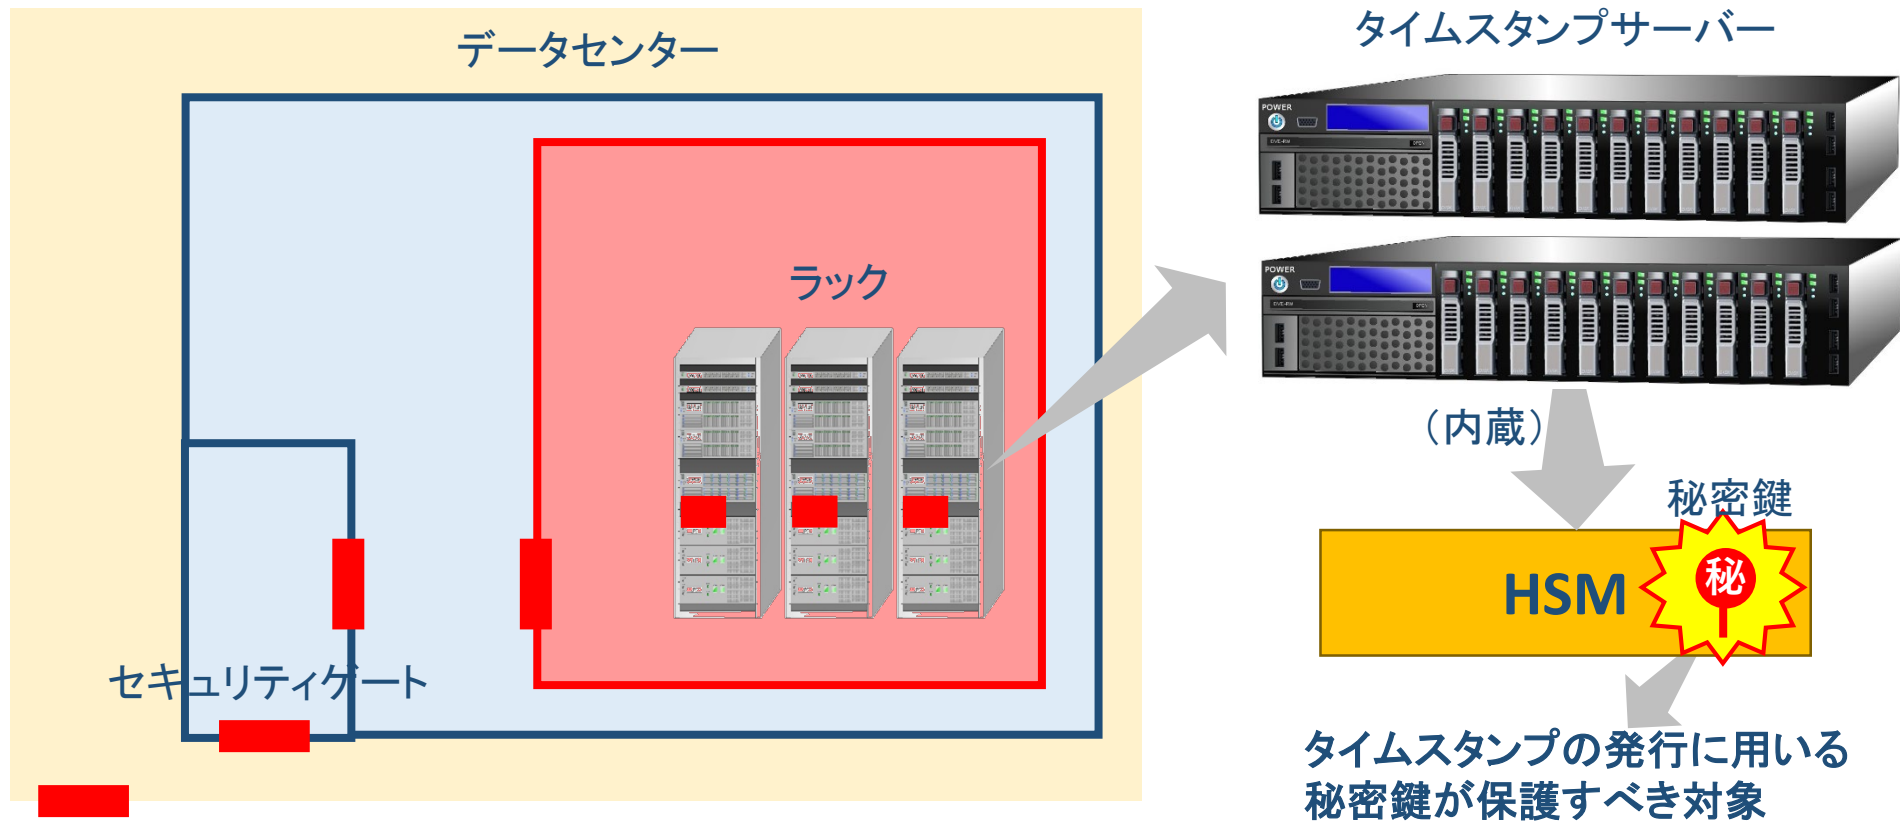 データセンター
タイムスタンプサーバー
POWER
ラック
POWER
（内蔵）
秘密鍵
HSM
秘
セキュリティゲート
タイムスタンプの発行に用いる
秘密鍵が保護すべき対象